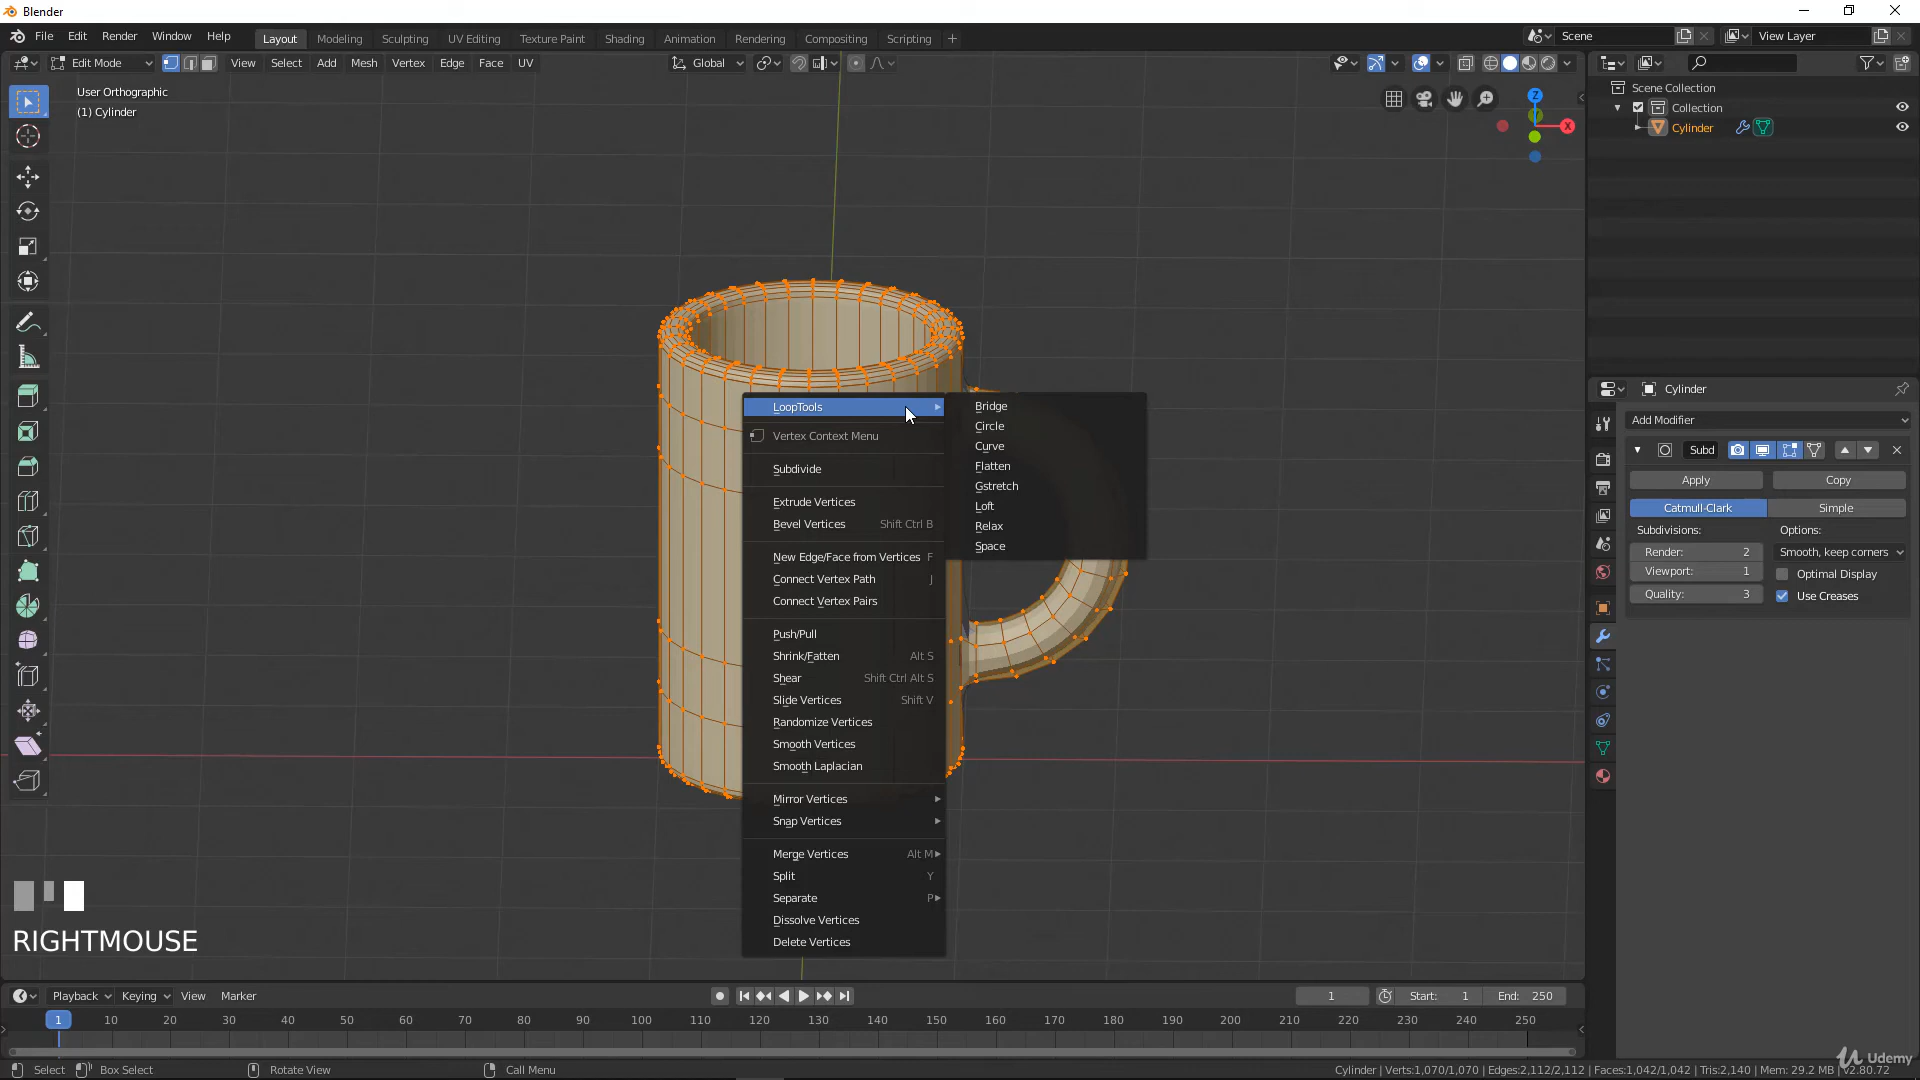 Blender
File Edit Render Window Help Layout Modeling Sculpting UV Editing Texture Paint Shading Animation Rendering Compositing Scripting + Scene View Layer
Edit Mode View Select Add Mesh Vertex Edge Face UV Global
User Orthographic
(1) Cylinder
Z
X
Scene Collection
Collection
Cylinder
Cylinder
Add Modifier
Subd
Apply Copy
Catmull-Clark Simple
Subdivisions: Options:
Render: 2 Smooth, keep corners
Viewport: 1 Optimal Display
Quality: 3 Use Creases
LoopTools
Vertex Context Menu
Subdivide
Extrude Vertices
Bevel Vertices Shift Ctrl B
New Edge/Face from Vertices F
Connect Vertex Path J
Connect Vertex Pairs
Push/Pull
Shrink/Fatten Alt S
Shear Shift Ctrl Alt S
Slide Vertices Shift V
Randomize Vertices
Smooth Vertices
Smooth Laplacian
Mirror Vertices
Snap Vertices
Merge Vertices Alt M
Split Y
Separate P
Dissolve Vertices
Delete Vertices
Bridge
Circle
Curve
Flatten
Gstretch
Loft
Relax
Space
RIGHTMOUSE
Playback Keying View Marker 1 Start: 1 End: 250
1 10 20 30 40 50 60 70 80 90 100 110 120 130 140 150 160 170 180 190 200 210 220 230 240 250
Select Box Select Rotate View Call Menu Cylinder | Verts:1,070/1,070 | Edges:2,112/2,112 | Faces:1,042/1,042 | Tris:2,140 | Mem: 29.2 MB | v2.80.72
Udemy